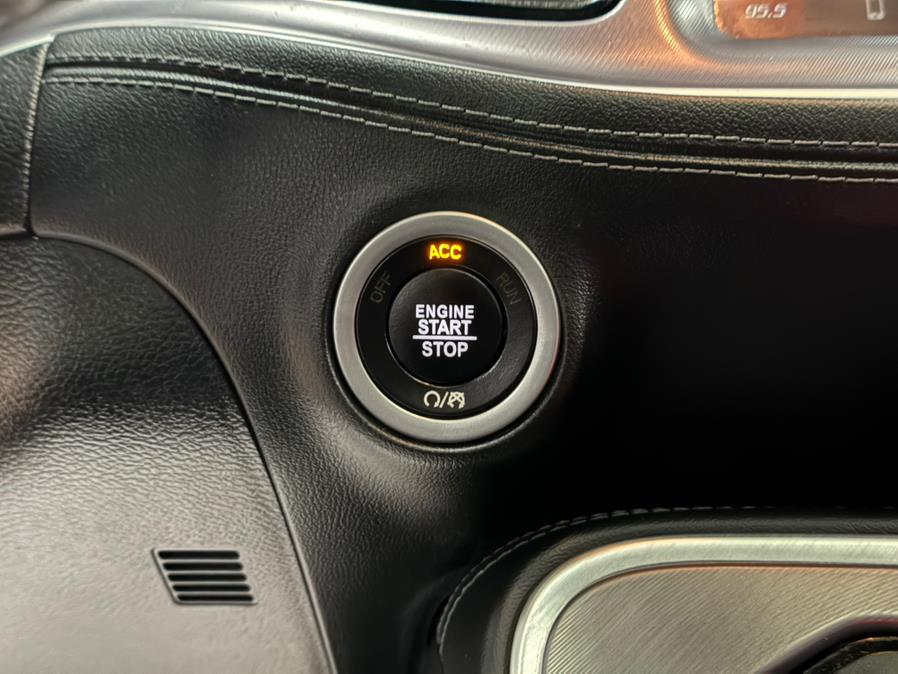 95.5
ACC
OFF
RUN
ENGINE
START
STOP